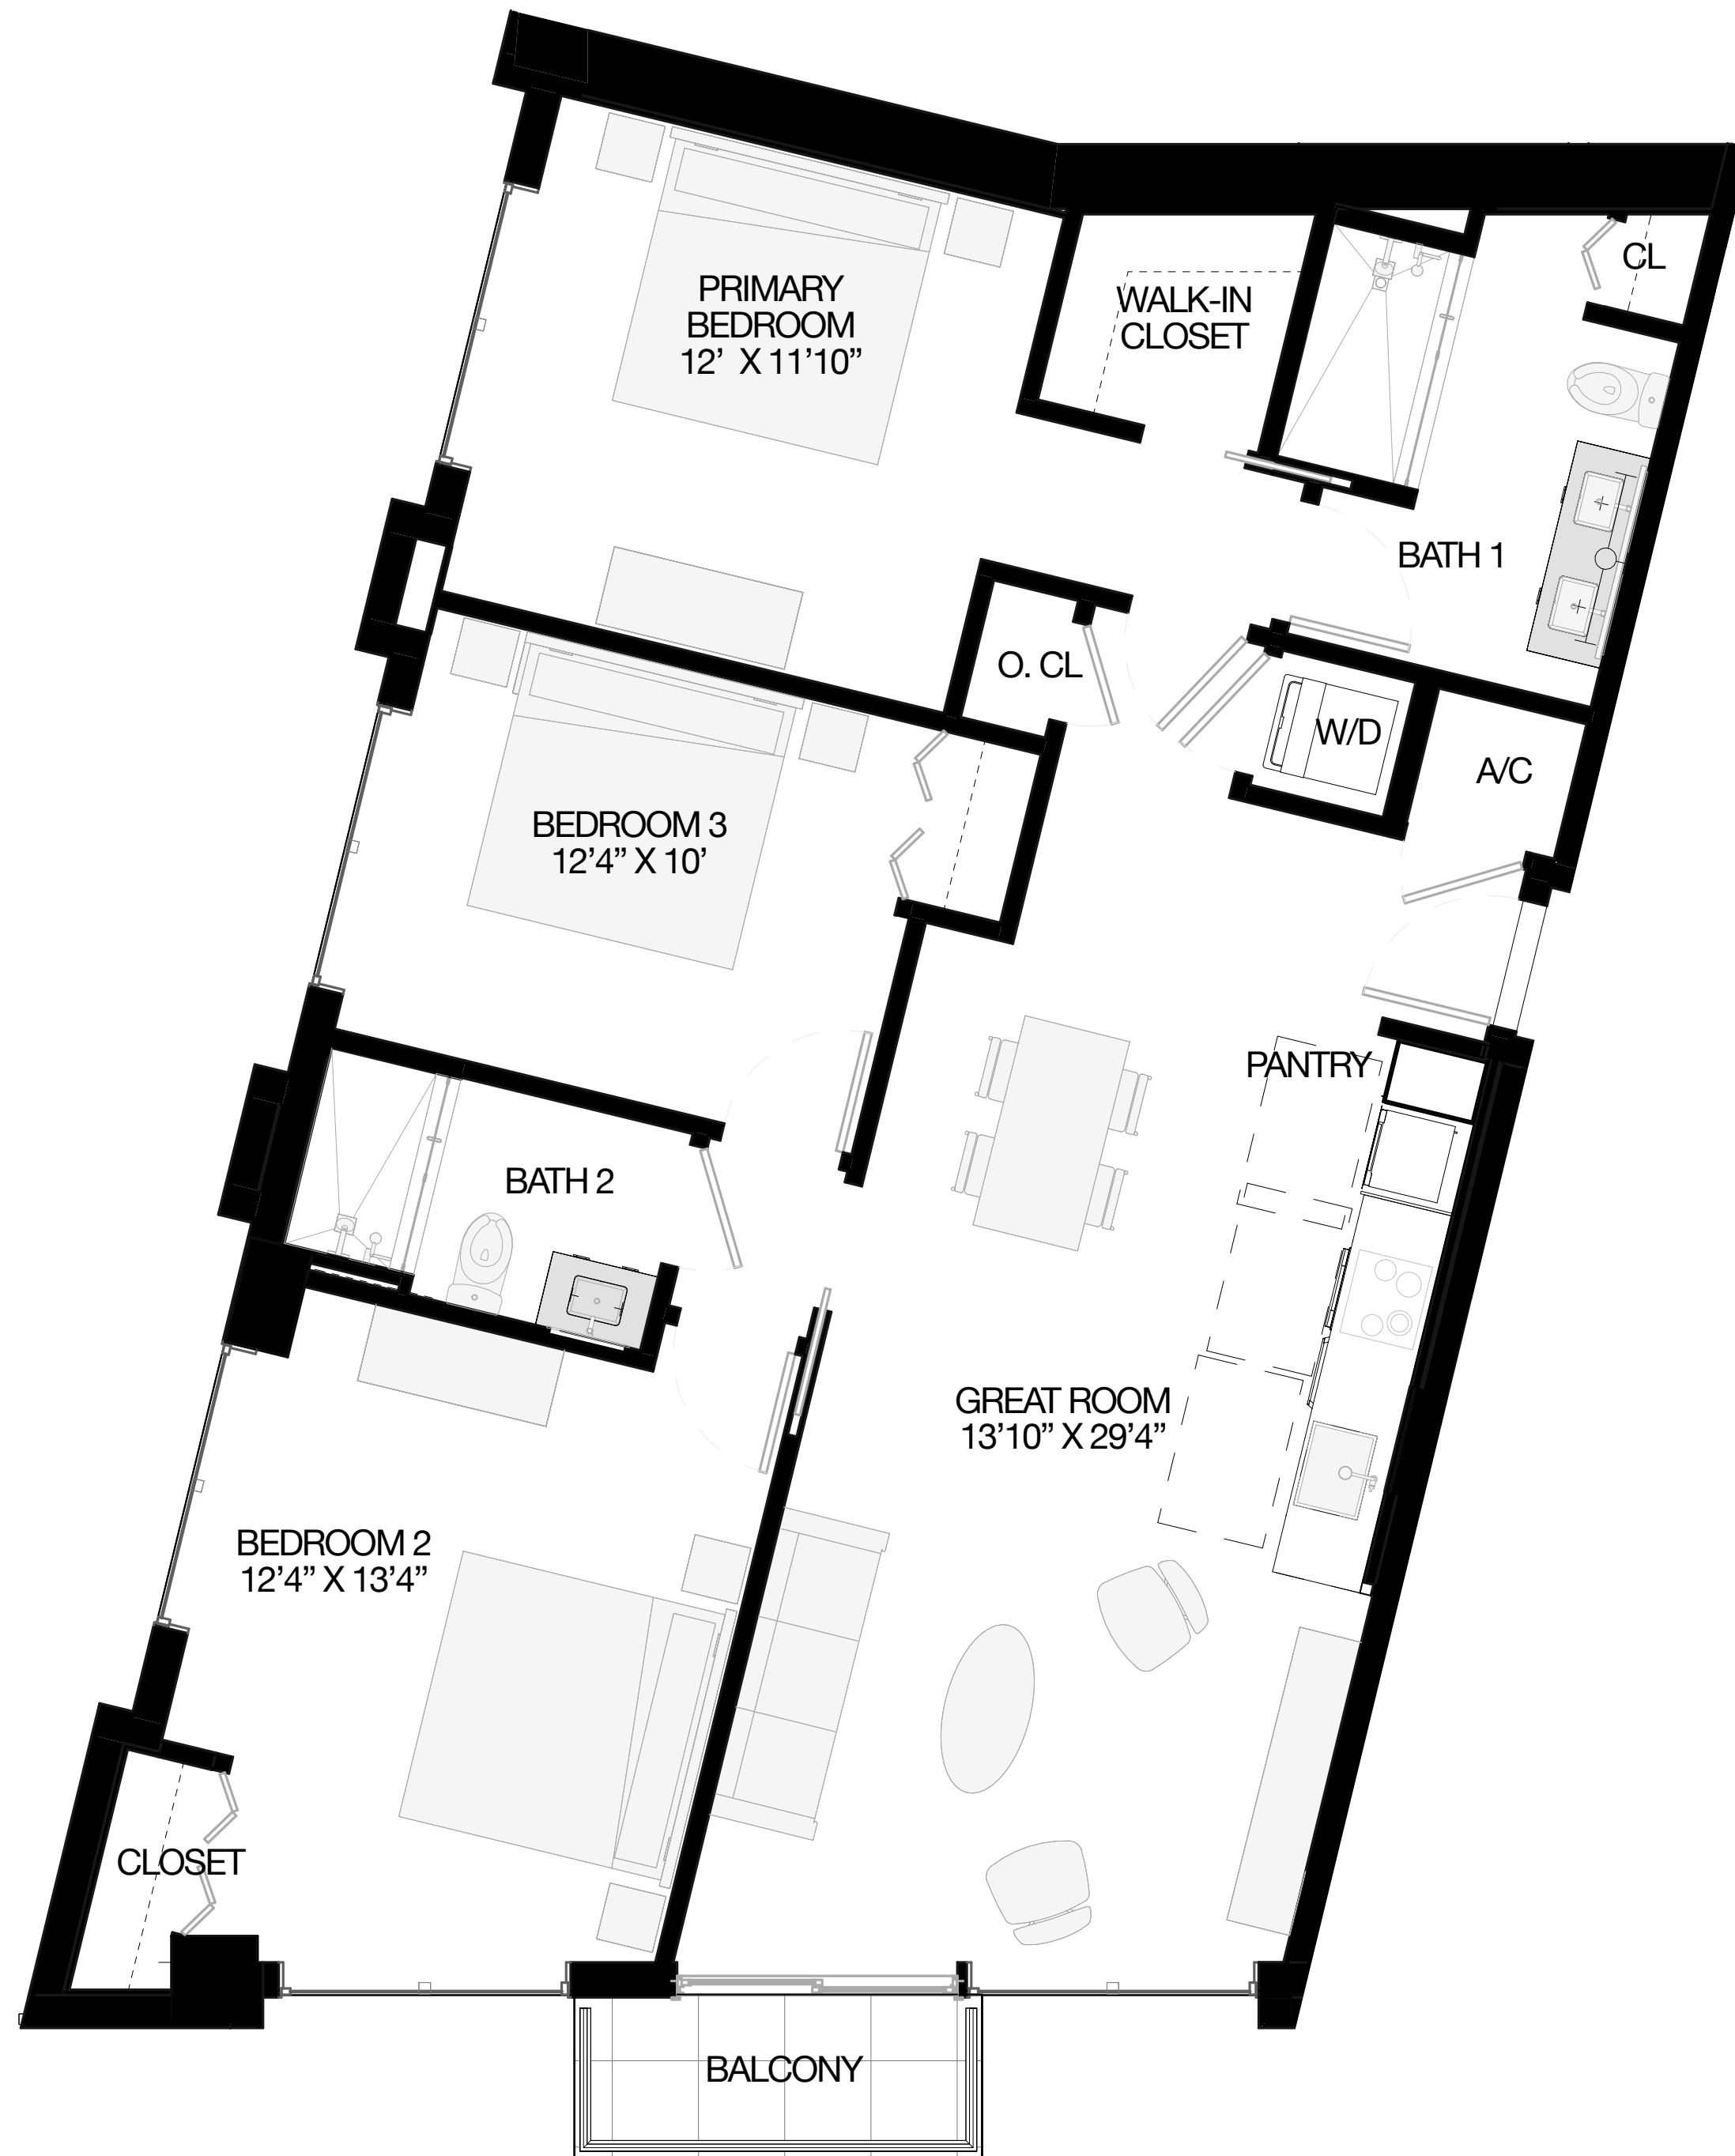 CL
PRIMARY
BEDROOM
12’ X 11’10”
WALK-IN
CLOSET
BATH 1
O. CL
W/D
A/C
BEDROOM 3
12’4” X 10’
PANTRY
BATH 2
GREAT ROOM
13’10” X 29’4”
BEDROOM 2
12’4” X 13’4”
CLOSET
BALCONY